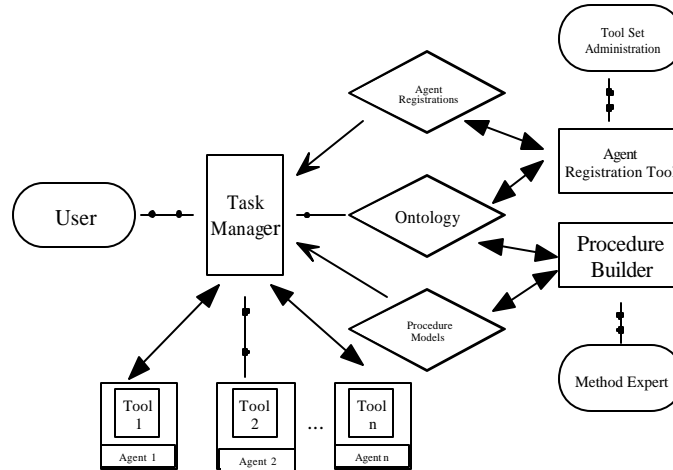 Tool Set
Administration
Agent
Registrations
Agent
Registration Tool
Task
Manager
User
Ontology
Procedure
Builder
Procedure
Models
Method Expert
Tool
1
Agent 1
Tool
2
Agent 2
...
Tool
n
Agent n